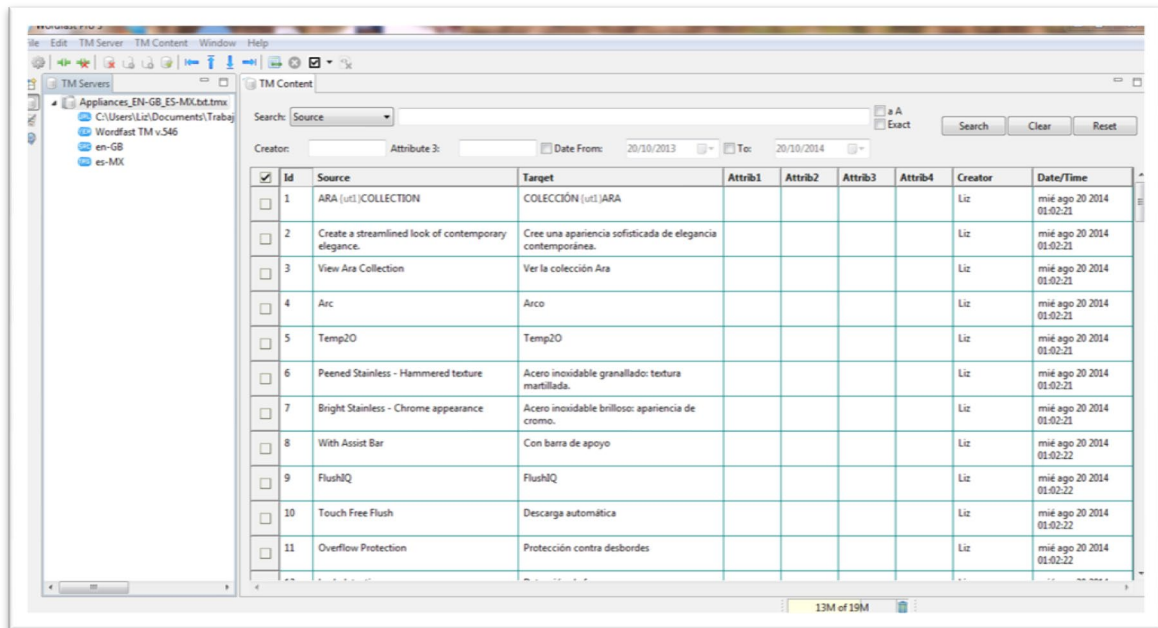 Wordfast Pro 3
File Edit TM Server TM Content Window Help
TM Servers
TM Content
Appliances_EN-GB_ES-MX.txt.tmx
C:\Users\Liz\Documents\Trabaj
Wordfast TM v.546
en-GB
es-MX
Search: Source
a A
Exact
Search Clear Reset
Creator: Attribute 3: Date From: 20/10/2013 To: 20/10/2014
Id Source Target Attrib1 Attrib2 Attrib3 Attrib4 Creator Date/Time
1 ARA {ut1}COLLECTION COLECCIÓN {ut1}ARA Liz mié ago 20 2014
01:02:21
2 Create a streamlined look of contemporary Cree una apariencia sofisticada de elegancia Liz mié ago 20 2014
elegance. contemporánea. 01:02:21
3 View Ara Collection Ver la colección Ara Liz mié ago 20 2014
01:02:21
4 Arc Arco Liz mié ago 20 2014
01:02:21
5 Temp2O Temp2O Liz mié ago 20 2014
01:02:21
6 Peened Stainless - Hammered texture Acero inoxidable granallado: textura Liz mié ago 20 2014
martillada. 01:02:21
7 Bright Stainless - Chrome appearance Acero inoxidable brilloso: apariencia de Liz mié ago 20 2014
cromo. 01:02:21
8 With Assist Bar Con barra de apoyo Liz mié ago 20 2014
01:02:22
9 FlushIQ FlushIQ Liz mié ago 20 2014
01:02:22
10 Touch Free Flush Descarga automática Liz mié ago 20 2014
01:02:22
11 Overflow Protection Protección contra desbordes Liz mié ago 20 2014
01:02:22
13M of 19M